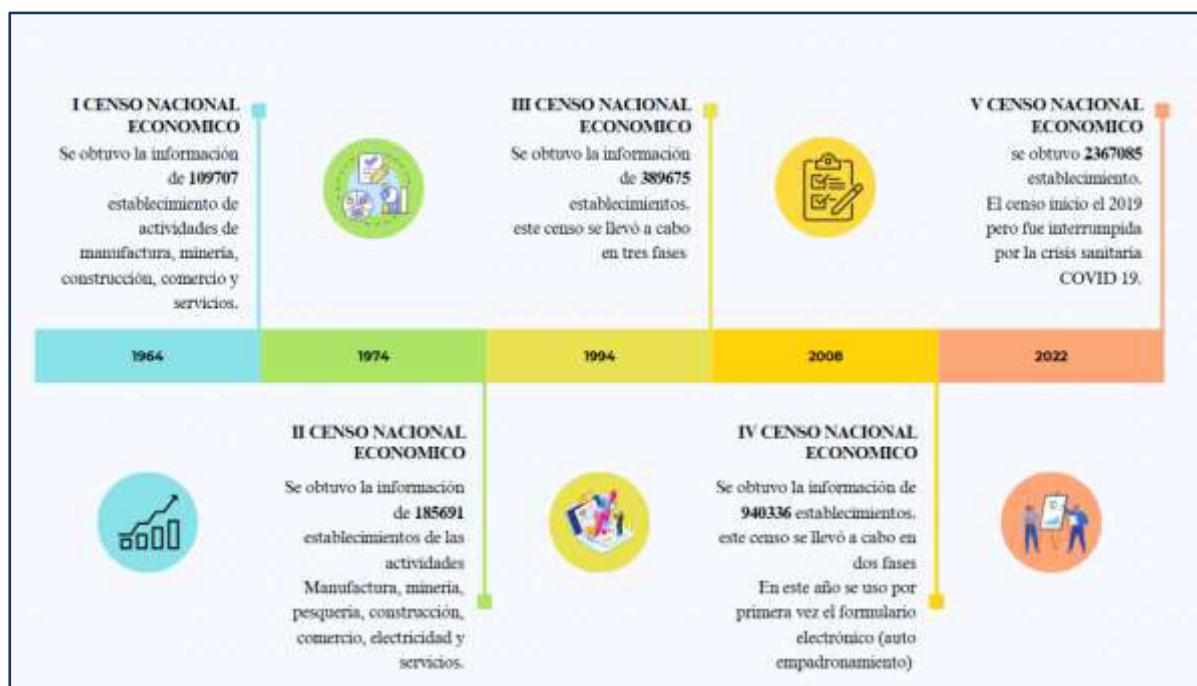 I CENSO NACIONAL
ECONOMICO
Se obtuvo la información
de 109707
establecimiento de
actividades de
manufactura, minería,
construcción, comercio y
servicios.
III CENSO NACIONAL
ECONOMICO
Se obtuvo la información
de 389675
establecimientos.
este censo se llevó a cabo
en tres fases
V CENSO NACIONAL
ECONOMICO
se obtuvo 2367085
establecimiento.
El censo inicio el 2019
pero fue interrumpida
por la crisis sanitaria
COVID 19.
1964
1974
1994
2008
2022
II CENSO NACIONAL
ECONOMICO
Se obtuvo la información
de 185691
establecimientos de las
actividades
Manufactura, minería,
pesquería, construcción,
comercio, electricidad y
servicios.
IV CENSO NACIONAL
ECONOMICO
Se obtuvo la información de
940336 establecimientos.
este censo se llevó a cabo en
dos fases
En este año se uso por
primera vez el formulario
electrónico (auto
empadronamiento)